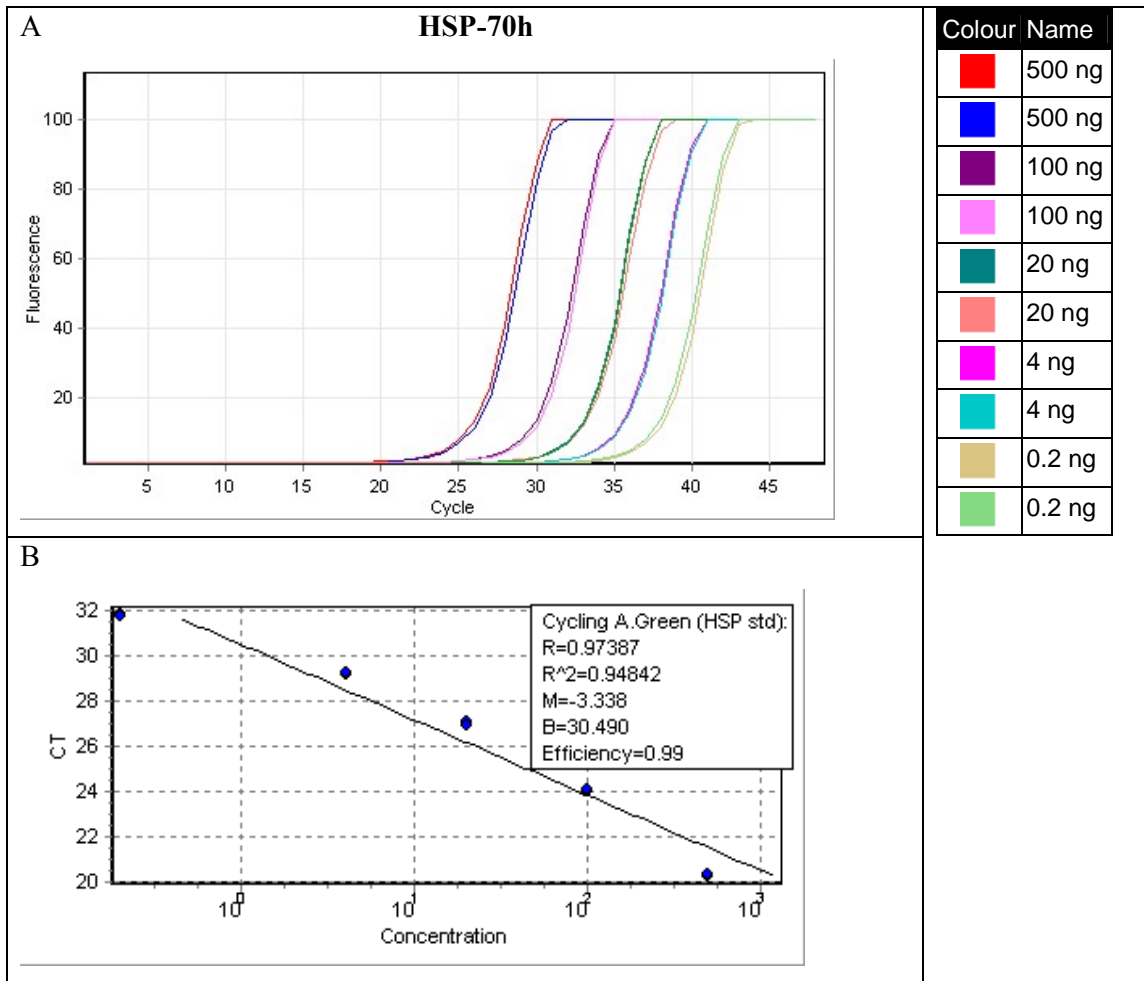 A
HSP-70h
Fluorescence
100
80
60
40
20
5 10 15 20 25 30 35 40 45
Cycle
Colour Name
500 ng
500 ng
100 ng
100 ng
20 ng
20 ng
4 ng
4 ng
0.2 ng
0.2 ng
B
CT
32
30
28
26
24
22
20
Cycling A.Green (HSP std):
R=0.97387
R^2=0.94842
M=-3.338
B=30.490
Efficiency=0.99
10^0 10^1 10^2 10^3
Concentration